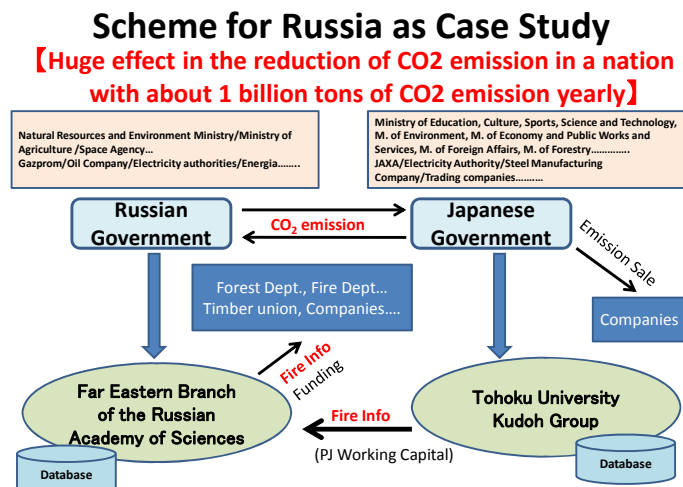 Scheme for Russia as Case Study
【Huge effect in the reduction of CO2 emission in a nation
with about 1 billion tons of CO2 emission yearly】
Natural Resources and Environment Ministry/Ministry of
Agriculture /Space Agency…
Gazprom/Oil Company/Electricity authorities/Energia……..
Ministry of Education, Culture, Sports, Science and Technology,
M. of Environment, M. of Economy and Public Works and
Services, M. of Foreign Affairs, M. of Forestry…………..
JAXA/Electricity Authority/Steel Manufacturing
Company/Trading companies……….
Russian
Government
CO₂ emission
Japanese
Government
Emission Sale
Forest Dept., Fire Dept…
Timber union, Companies….
Companies
Fire Info
Funding
Far Eastern Branch
of the Russian
Academy of Sciences
Fire Info
(PJ Working Capital)
Tohoku University
Kudoh Group
Database
Database